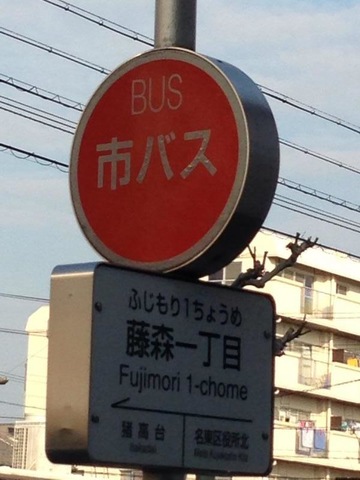 BUS
市バス
ふじもり1ちょうめ
藤森一丁目
Fujimori 1-chome
猪高台
名東区役所北